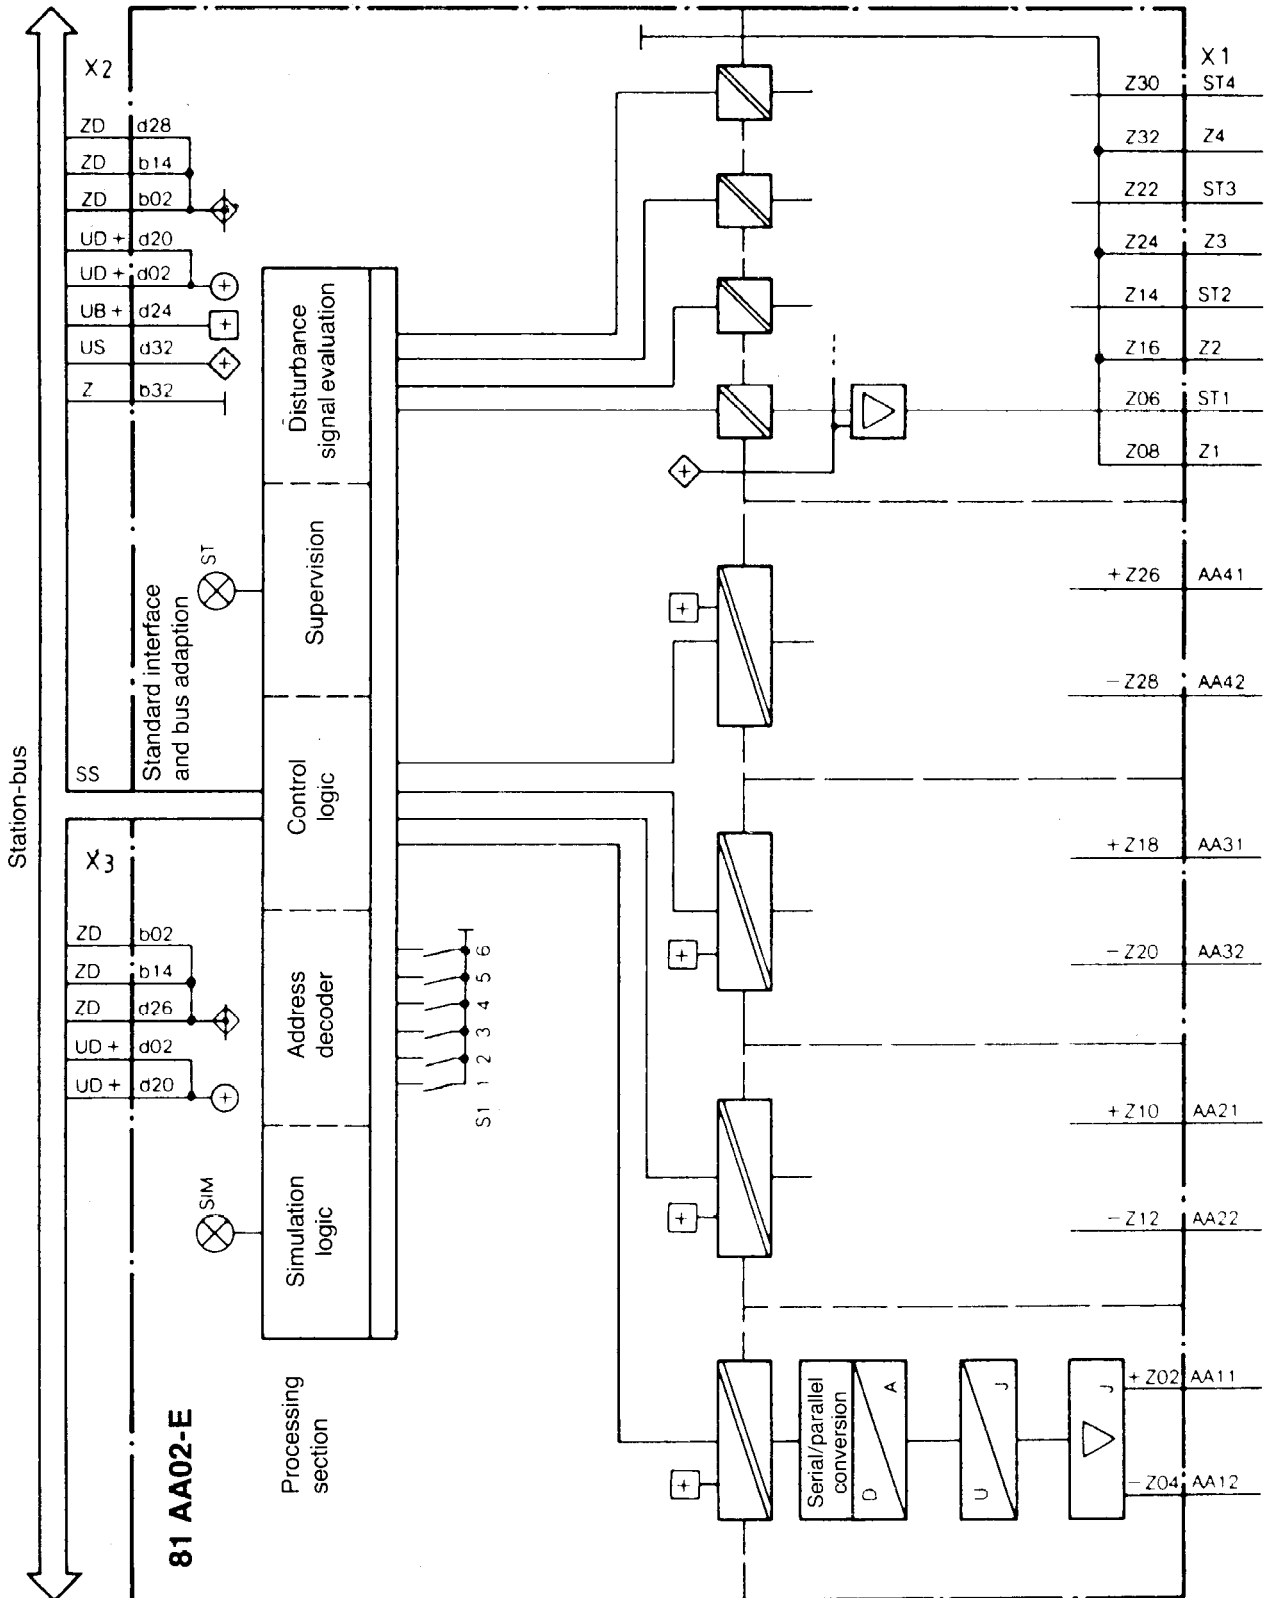 Station-bus
X2
ZD d28
ZD b14
ZD b02
UD + d20
UD + d02
UB + d24
US d32
Z b32
SS
Standard interface
and bus adaption
X3
ZD b02
ZD b14
ZD d26
UD + d02
UD + d20
81 AA02-E
ST
SIM
Disturbance
signal evaluation
Supervision
Control
logic
Address
decoder
Simulation
logic
Processing
section
S1 1 2 3 4 5 6
X1
Z30 ST4
Z32 Z4
Z22 ST3
Z24 Z3
Z14 ST2
Z16 Z2
Z06 ST1
Z08 Z1
+ Z26 AA41
− Z28 AA42
+ Z18 AA31
− Z20 AA32
+ Z10 AA21
− Z12 AA22
+ Z02 AA11
− Z04 AA12
Serial/parallel
conversion
D A
U J
J